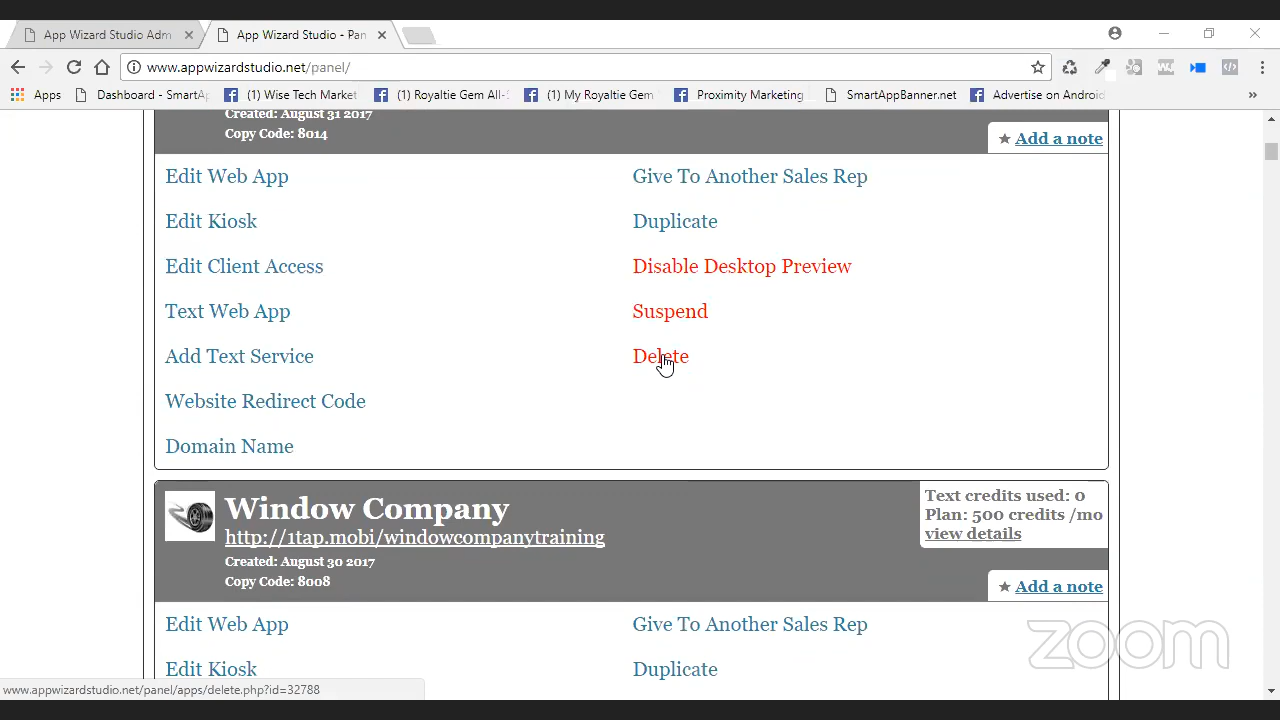 App Wizard Studio Adm
App Wizard Studio - Pan
www.appwizardstudio.net/panel/
Apps
Dashboard - SmartAp
(1) Wise Tech Market
(1) Royaltie Gem All-
(1) My Royaltie Gem
Proximity Marketing
SmartAppBanner.net
Advertise on Android
»
Created: August 31 2017
Copy Code: 8014
★ Add a note
Edit Web App
Give To Another Sales Rep
Edit Kiosk
Duplicate
Edit Client Access
Disable Desktop Preview
Text Web App
Suspend
Add Text Service
Delete
Website Redirect Code
Domain Name
Window Company
http://1tap.mobi/windowcompanytraining
Created: August 30 2017
Copy Code: 8008
Text credits used: 0
Plan: 500 credits /mo
view details
★ Add a note
Edit Web App
Give To Another Sales Rep
Edit Kiosk
Duplicate
zoom
www.appwizardstudio.net/panel/apps/delete.php?id=32788